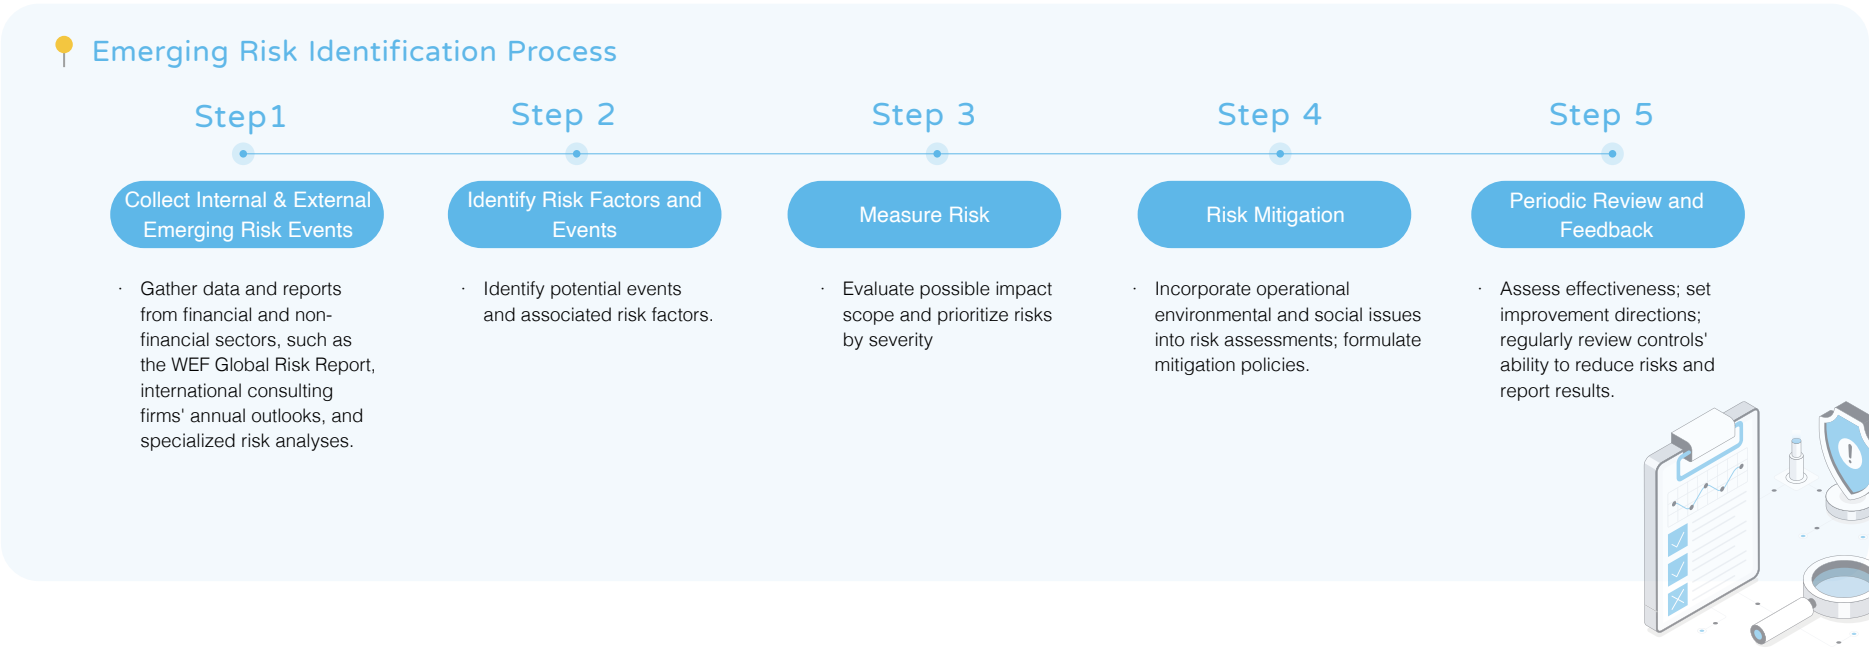 Emerging Risk Identification Process
Step1
Collect Internal & External
Emerging Risk Events
· Gather data and reports
from financial and non-
financial sectors, such as
the WEF Global Risk Report,
international consulting
firms' annual outlooks, and
specialized risk analyses.
Step 2
Identify Risk Factors and
Events
· Identify potential events
and associated risk factors.
Step 3
Measure Risk
· Evaluate possible impact
scope and prioritize risks
by severity
Step 4
Risk Mitigation
· Incorporate operational
environmental and social issues
into risk assessments; formulate
mitigation policies.
Step 5
Periodic Review and
Feedback
· Assess effectiveness; set
improvement directions;
regularly review controls'
ability to reduce risks and
report results.
!